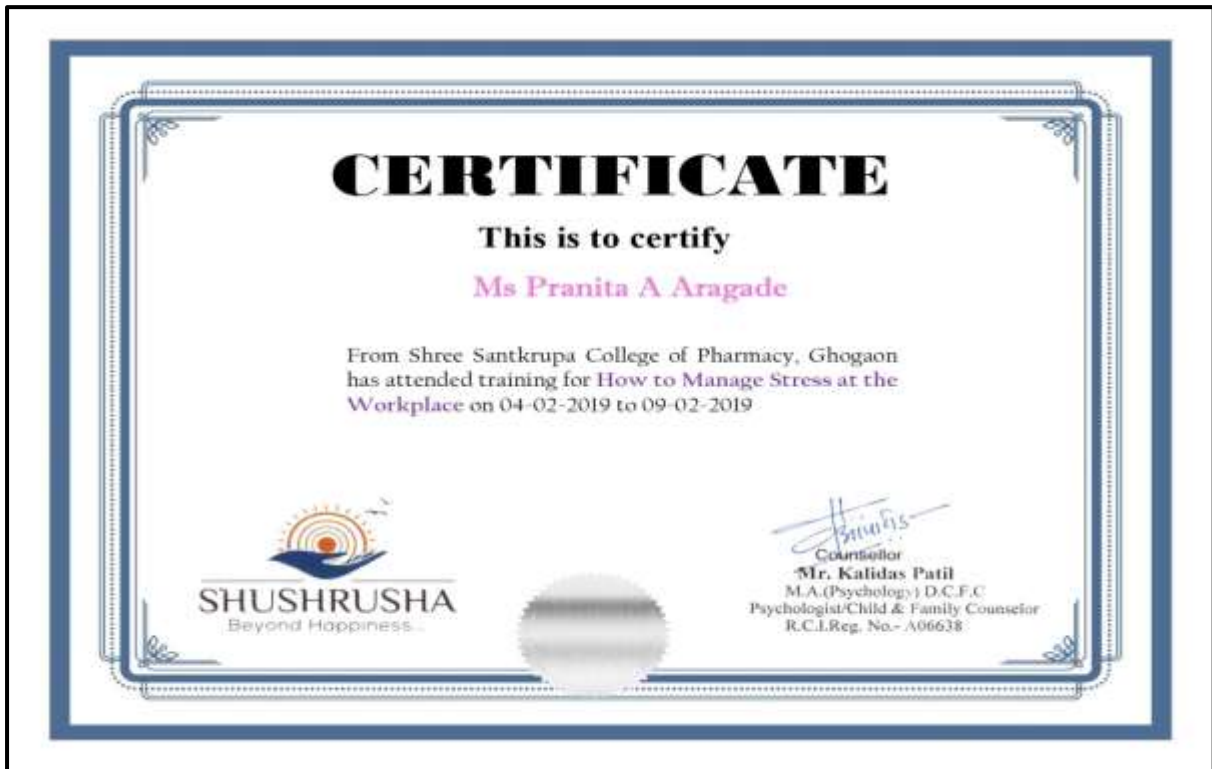 CERTIFICATE
This is to certify
Ms Pranita A Aragade
From Shree Santkrupa College of Pharmacy, Ghogaon
has attended training for How to Manage Stress at the
Workplace on 04-02-2019 to 09-02-2019
SHUSHRUSHA
Beyond Happiness...
Counsellor
Mr. Kalidas Patil
M.A.(Psychology) D.C.F.C
Psychologist/Child & Family Counselor
R.C.I.Reg. No.- A06638